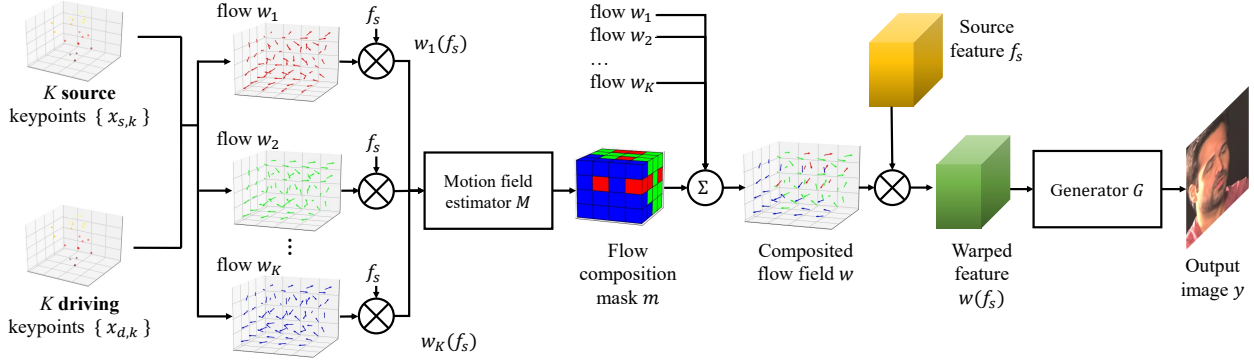 K source
keypoints { x_{s,k} }
K driving
keypoints { x_{d,k} }
flow w_1
f_s
w_1(f_s)
flow w_2
f_s
⋮
flow w_K
f_s
w_K(f_s)
Motion field
estimator M
Flow
composition
mask m
flow w_1
flow w_2
...
flow w_K
Σ
Composited
flow field w
Source
feature f_s
Warped
feature
w(f_s)
Generator G
Output
image y